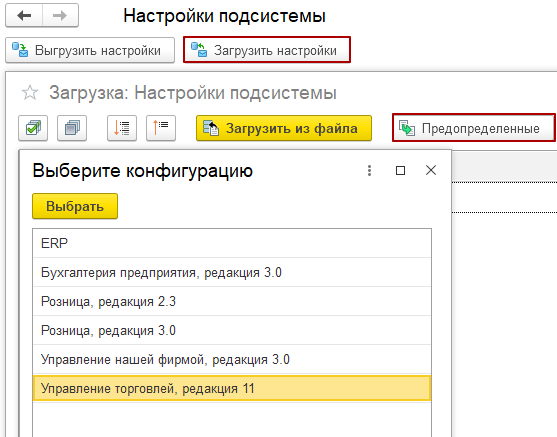 Настройки подсистемы
Выгрузить настройки Загрузить настройки
Загрузка: Настройки подсистемы
Загрузить из файла Предопределенные
Выберите конфигурацию
Выбрать
ERP
Бухгалтерия предприятия, редакция 3.0
Розница, редакция 2.3
Розница, редакция 3.0
Управление нашей фирмой, редакция 3.0
Управление торговлей, редакция 11